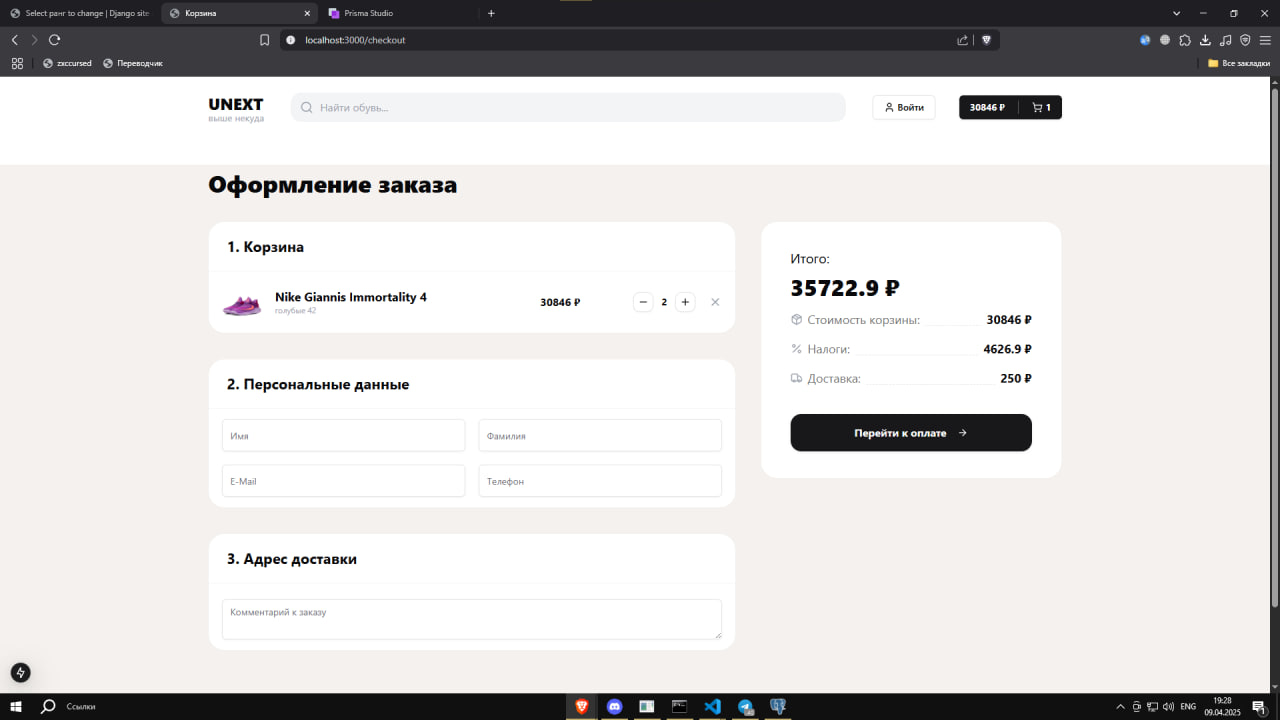 Select ранг to change | Django site
Корзина
Prisma Studio
localhost:3000/checkout
zxccursed
Переводчик
Все закладки
UNEXT
выше некуда
Найти обувь...
Войти
30846 ₽
1
Оформление заказа
1. Корзина
Nike Giannis Immortality 4
голубые 42
30846 ₽
2
2. Персональные данные
Имя
Фамилия
E-Mail
Телефон
3. Адрес доставки
Комментарий к заказу
Итого:
35722.9 ₽
Стоимость корзины: 30846 ₽
Налоги: 4626.9 ₽
Доставка: 250 ₽
Перейти к оплате
Ссылки
ENG
19:28
09.04.2025